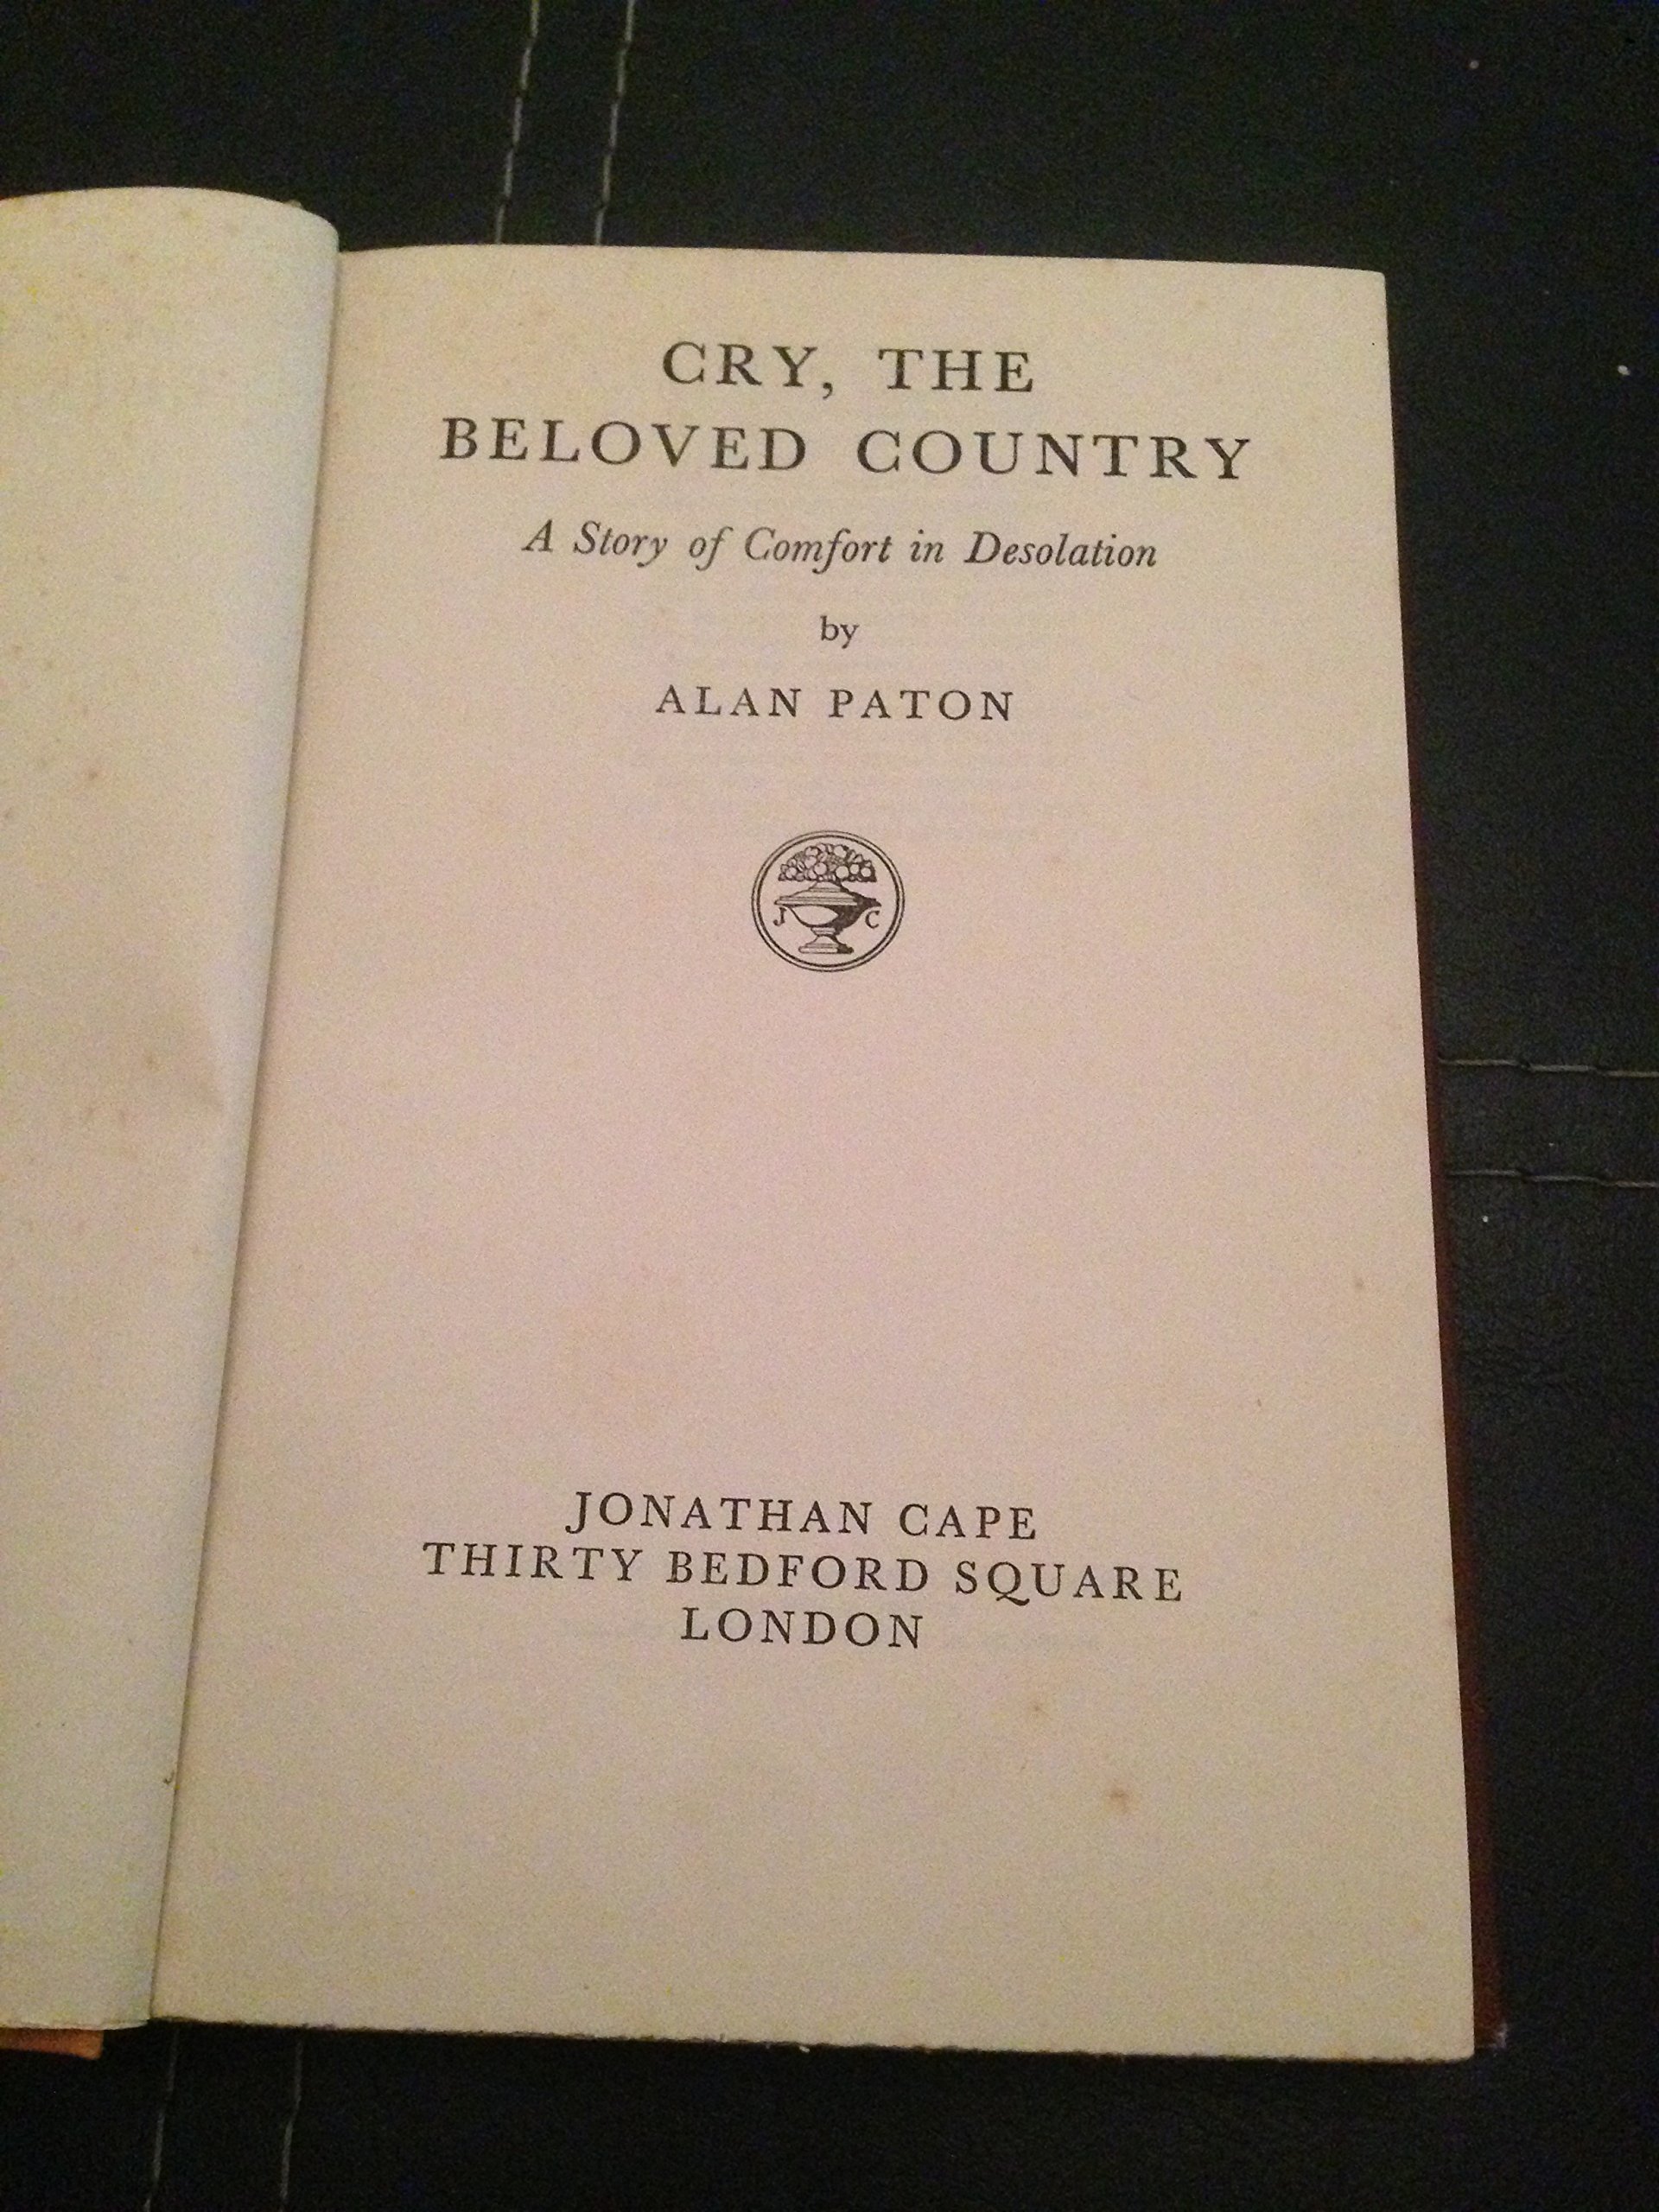 CRY, THE
BELOVED COUNTRY
A Story of Comfort in Desolation
by
ALAN PATON
J C
JONATHAN CAPE
THIRTY BEDFORD SQUARE
LONDON